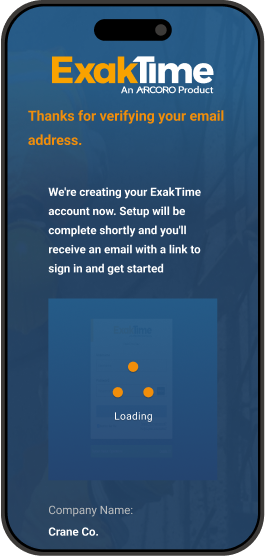 ExakTime
An ARCORO Product
Thanks for verifying your email
address.
We're creating your ExakTime
account now. Setup will be
complete shortly and you'll
receive an email with a link to
sign in and get started
Loading
Company Name:
Crane Co.